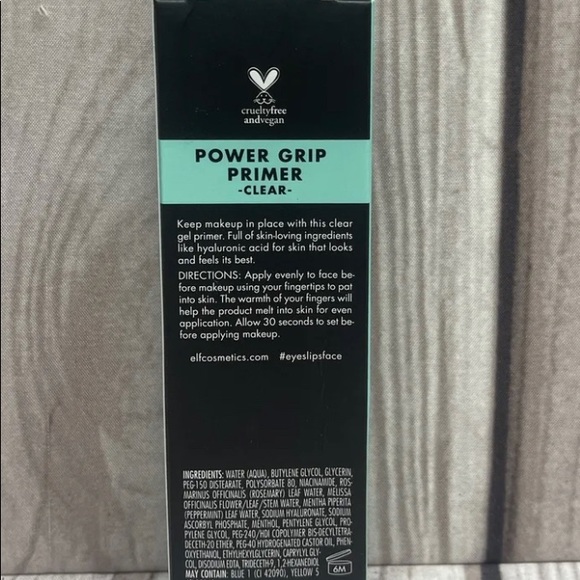 crueltyfree
andvegan
POWER GRIP
PRIMER
-CLEAR-
Keep makeup in place with this clear
gel primer. Full of skin-loving ingredients
like hyaluronic acid for skin that looks
and feels its best.
DIRECTIONS: Apply evenly to face be-
fore makeup using your fingertips to pat
into skin. The warmth of your fingers will
help the product melt into skin for even
application. Allow 30 seconds to set be-
fore applying makeup.
elfcosmetics.com #eyeslipsface
INGREDIENTS: WATER (AQUA), BUTYLENE GLYCOL, GLYCERIN,
PEG-150 DISTEARATE, POLYSORBATE 80, NIACINAMIDE, ROS-
MARINUS OFFICINALIS (ROSEMARY) LEAF WATER, MELISSA
OFFICINALIS FLOWER/LEAF/STEM WATER, MENTHA PIPERITA
(PEPPERMINT) LEAF WATER, SODIUM HYALURONATE, SODIUM
ASCORBYL PHOSPHATE, MENTHOL, PENTYLENE GLYCOL, PRO-
PYLENE GLYCOL, PEG-240/HDI COPOLYMER BIS-DECYLTETRA-
DECETH-20 ETHER, PEG-40 HYDROGENATED CASTOR OIL, PHEN-
OXYETHANOL, ETHYLHEXYLGLYCERIN, CAPRYLYL GLY-
COL, DISODIUM EDTA, TRIDECETH-9, 1,2-HEXANEDIOL
MAY CONTAIN: BLUE 1 (CI 42090), YELLOW 5
6M